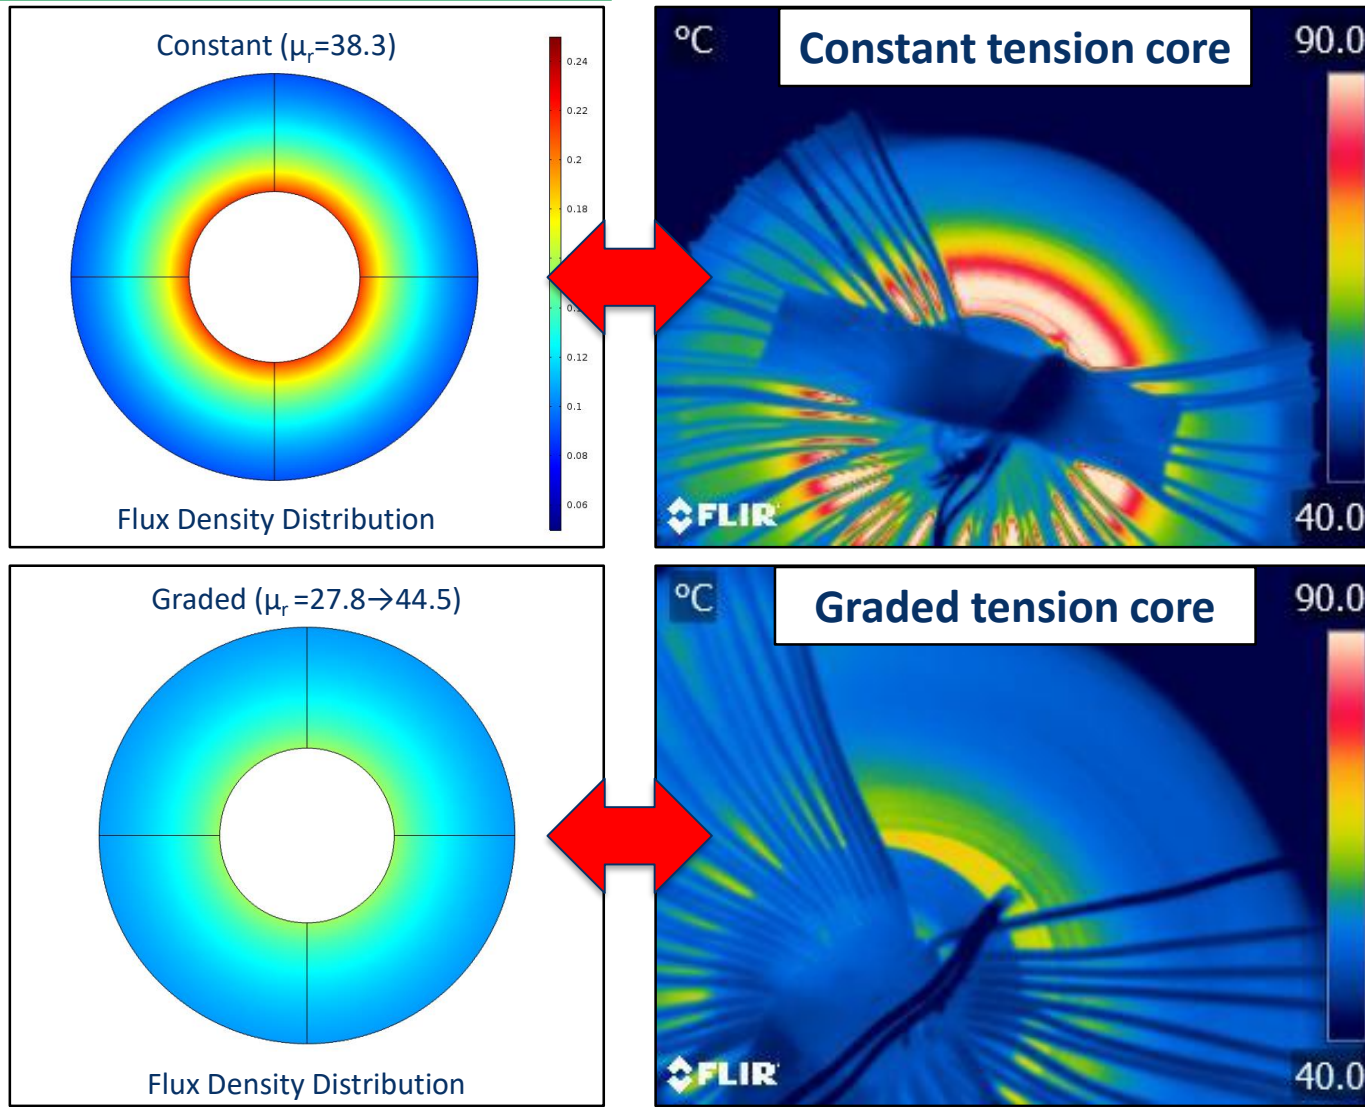 Constant (μr=38.3)
0.24
0.22
0.2
0.18
0.12
0.1
0.08
0.06
Flux Density Distribution
°C
Constant tension core
90.0
FLIR
40.0
Graded (μr =27.8→44.5)
Flux Density Distribution
°C
Graded tension core
90.0
FLIR
40.0